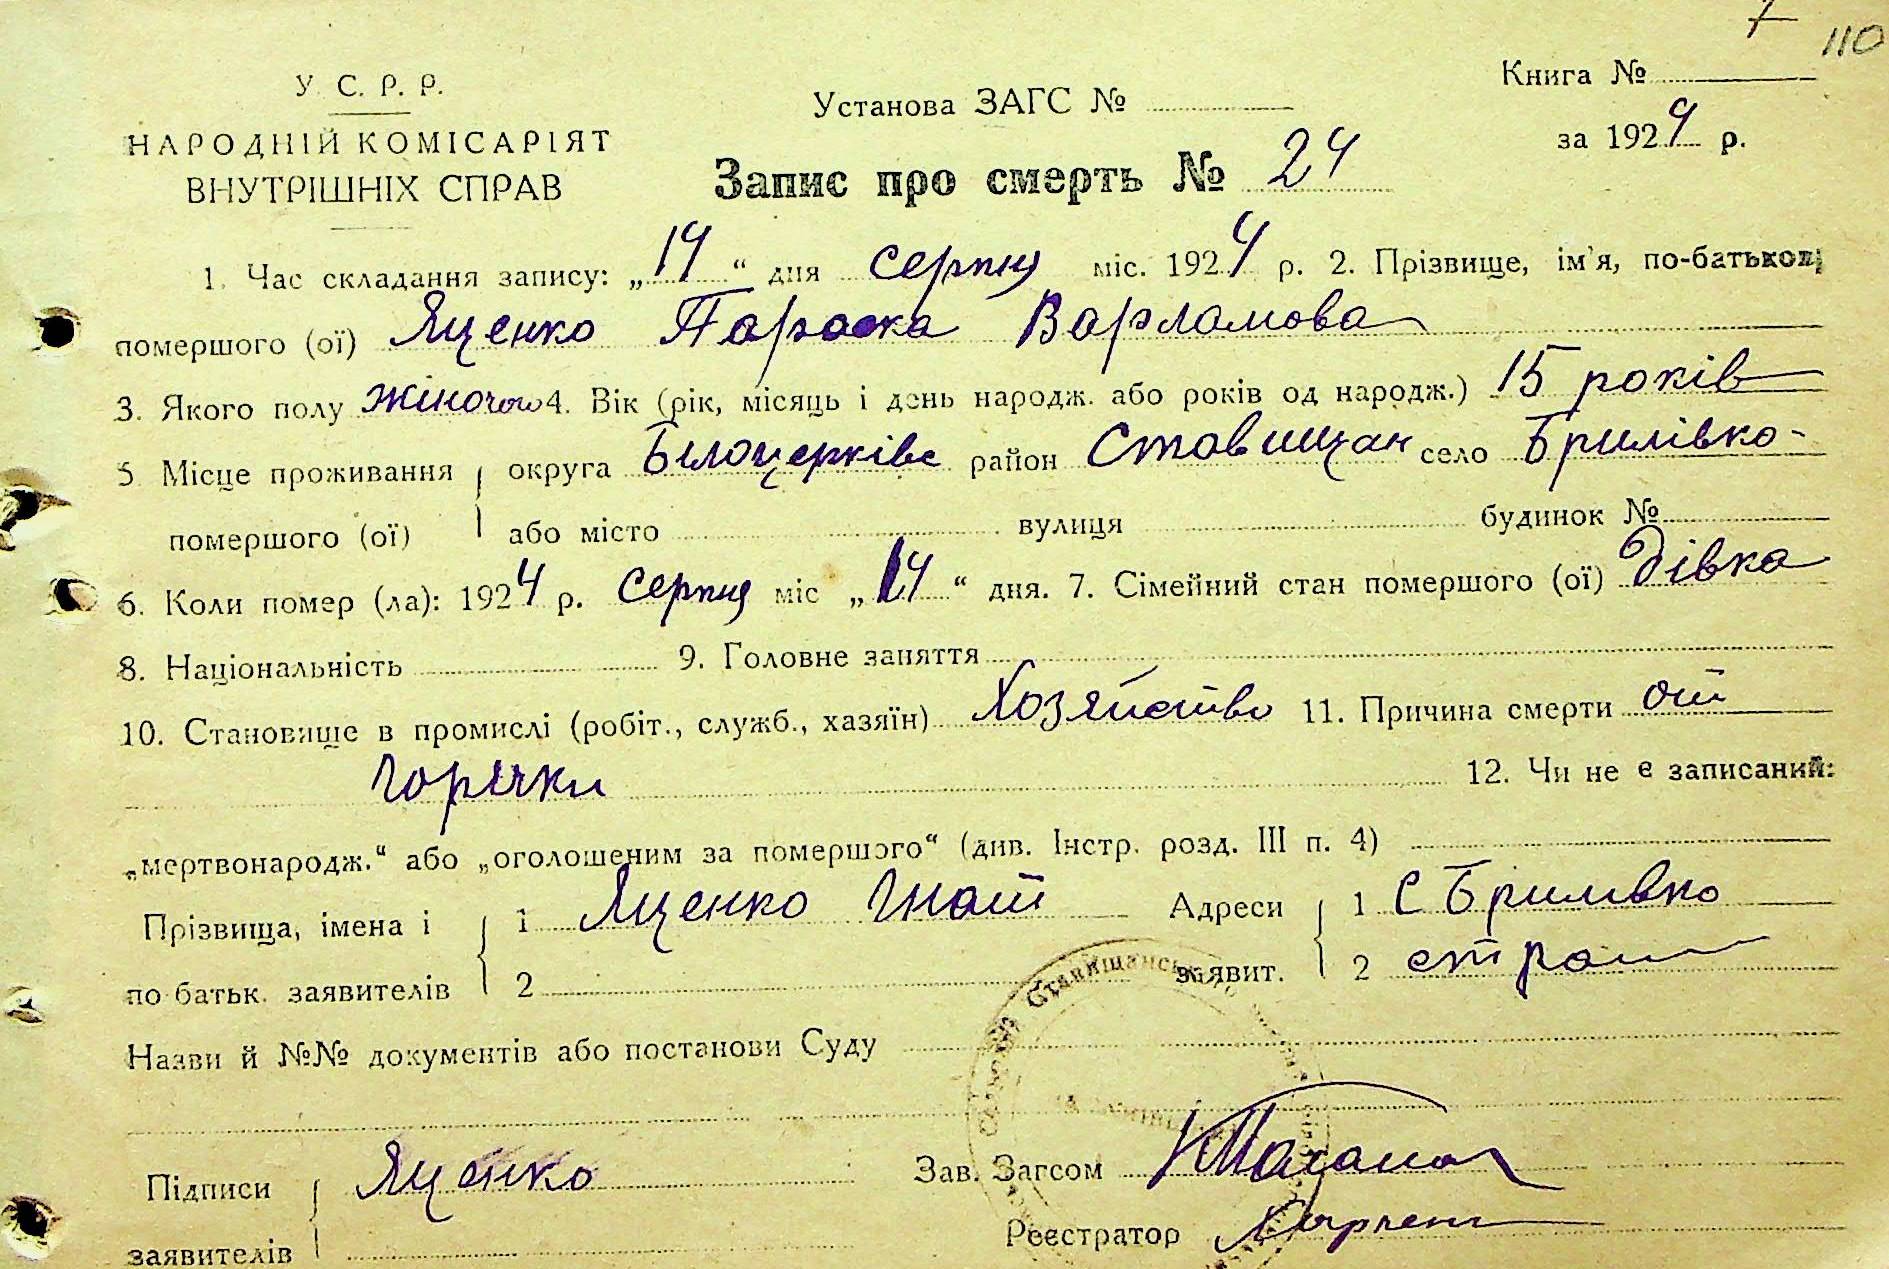 7
110
У. С. Р. Р.
НАРОДНІЙ КОМІСАРІЯТ
ВНУТРІШНІХ СПРАВ
Установа ЗАГС №
Книга №
за 1924 р.
Запис про смерть № 24
1. Час складання запису: „14“ дня серпня міс. 1924 р. 2. Прізвище, ім'я, по-батькові
помершого (ої) Яценко Параска Варламова
3. Якого полу жіночого 4. Вік (рік, місяць і день народж. або років од народж.) 15 років
5 Місце проживання округа Білоцерківс район Ставищан село Брилівко-
помершого (ої) або місто вулиця будинок №
6. Коли помер (ла): 1924 р. серпня міс „14“ дня. 7. Сімейний стан помершого (ої) Дівка
8. Національність 9. Головне заняття
10. Становище в промислі (робіт., служб., хазяїн) Хозяйство 11. Причина смерти от
горячки
12. Чи не є записаний:
„мертвонародж.“ або „оголошеним за помершого“ (див. Інстр. розд. III п. 4)
Прізвища, імена і 1 Яценко Гнат Адреси 1 С Брилівко
по батьк. заявителів 2 заявит. 2
Назви й №№ документів або постанови Суду
Підписи Яценко Зав. Загсом
заявителів Реєстратор